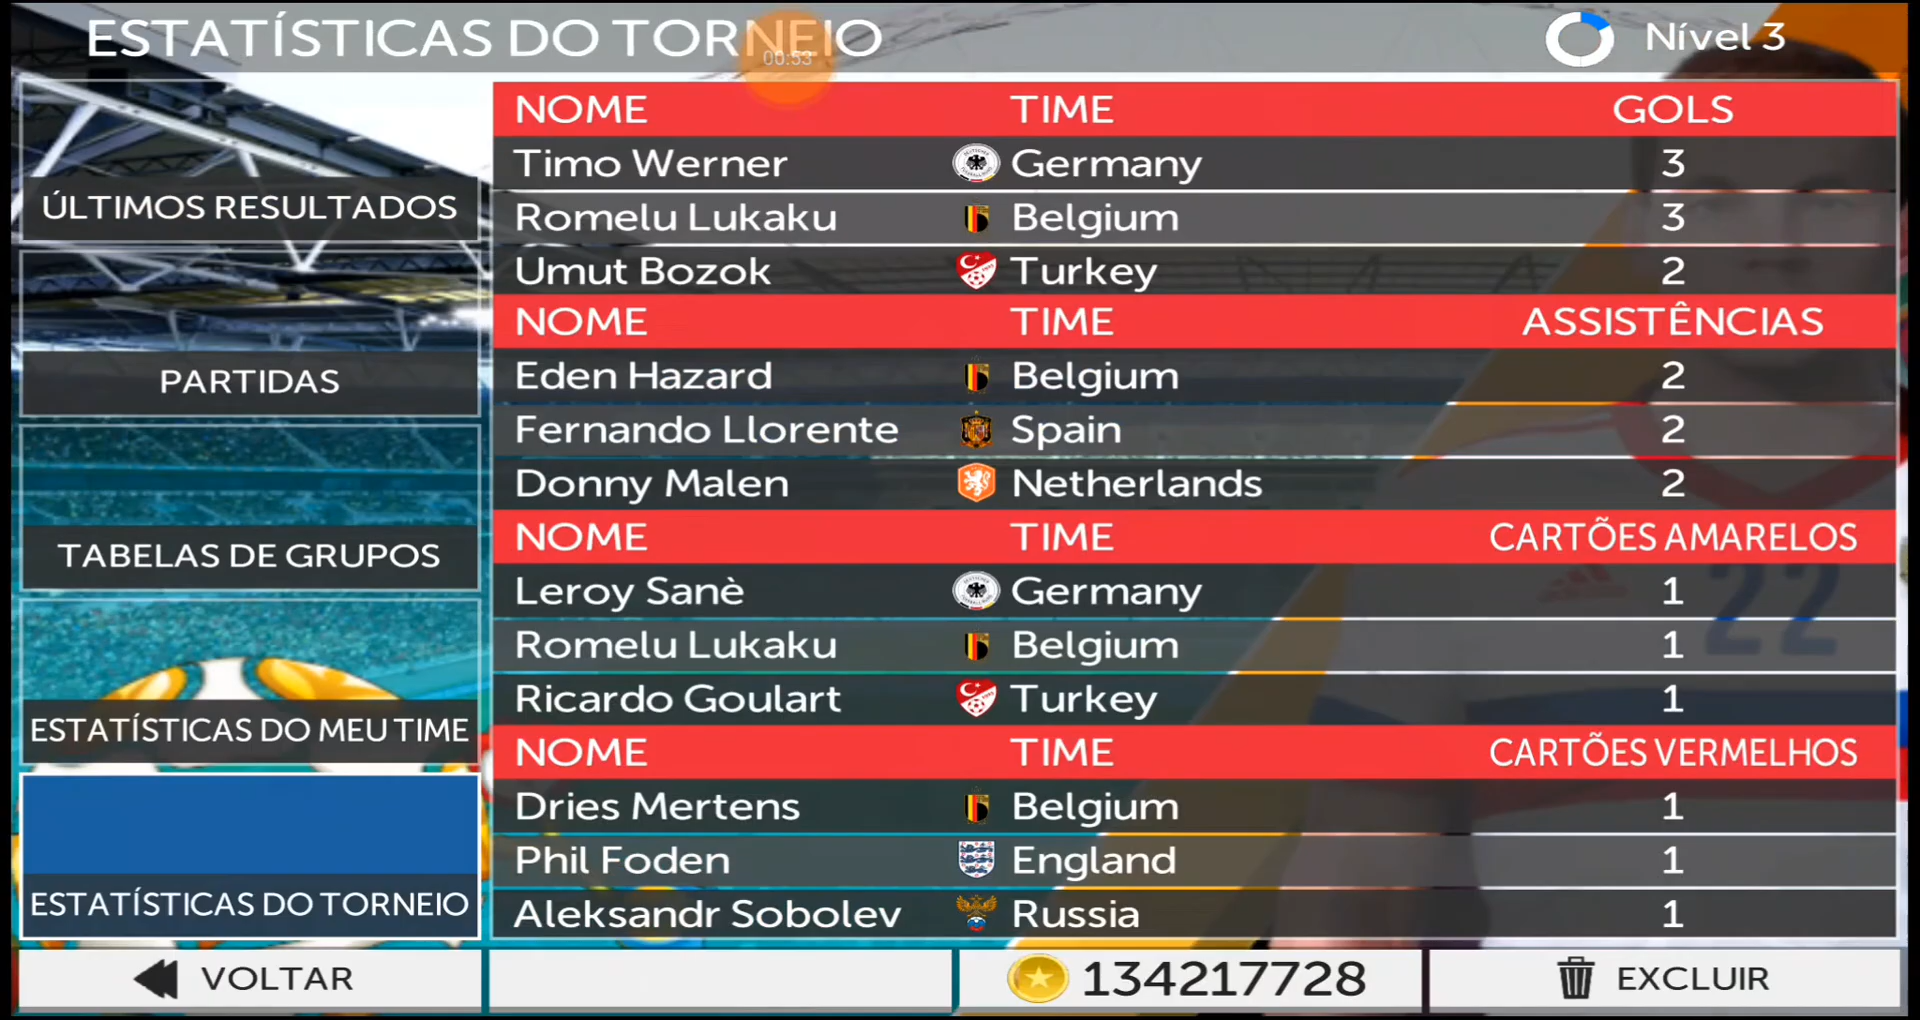 ESTATÍSTICAS DO TORNEIO
00:53
Nível 3
ÚLTIMOS RESULTADOS
PARTIDAS
TABELAS DE GRUPOS
ESTATÍSTICAS DO MEU TIME
ESTATÍSTICAS DO TORNEIO
NOME TIME GOLS
Timo Werner Germany 3
Romelu Lukaku Belgium 3
Umut Bozok Turkey 2
NOME TIME ASSISTÊNCIAS
Eden Hazard Belgium 2
Fernando Llorente Spain 2
Donny Malen Netherlands 2
NOME TIME CARTÕES AMARELOS
Leroy Sanè Germany 1
Romelu Lukaku Belgium 1
Ricardo Goulart Turkey 1
NOME TIME CARTÕES VERMELHOS
Dries Mertens Belgium 1
Phil Foden England 1
Aleksandr Sobolev Russia 1
22
VOLTAR
134217728
EXCLUIR